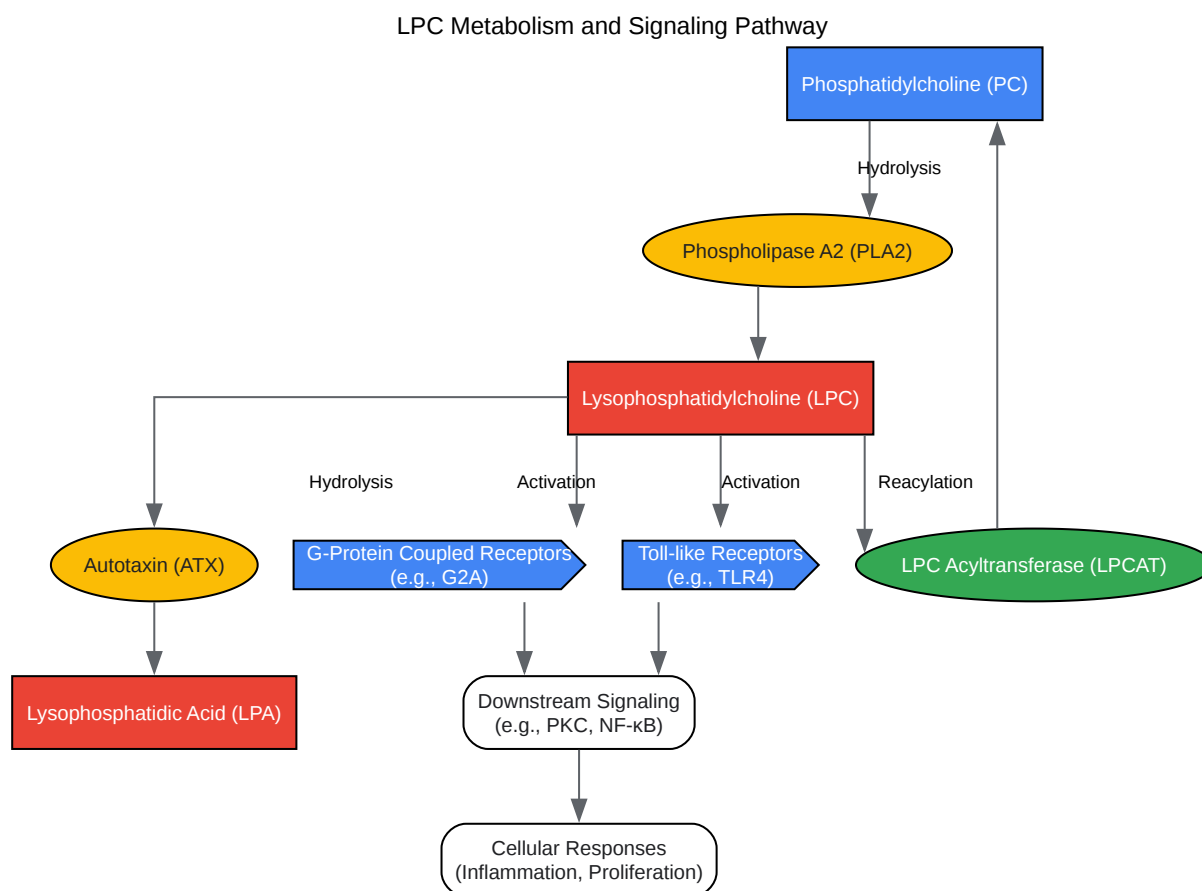 LPC Metabolism and Signaling Pathway
Phosphatidylcholine (PC)
Hydrolysis
Phospholipase A2 (PLA2)
Lysophosphatidylcholine (LPC)
Hydrolysis
Activation
Activation
Reacylation
Autotaxin (ATX)
G-Protein Coupled Receptors
(e.g., G2A)
Toll-like Receptors
(e.g., TLR4)
LPC Acyltransferase (LPCAT)
Lysophosphatidic Acid (LPA)
Downstream Signaling
(e.g., PKC, NF-κB)
Cellular Responses
(Inflammation, Proliferation)